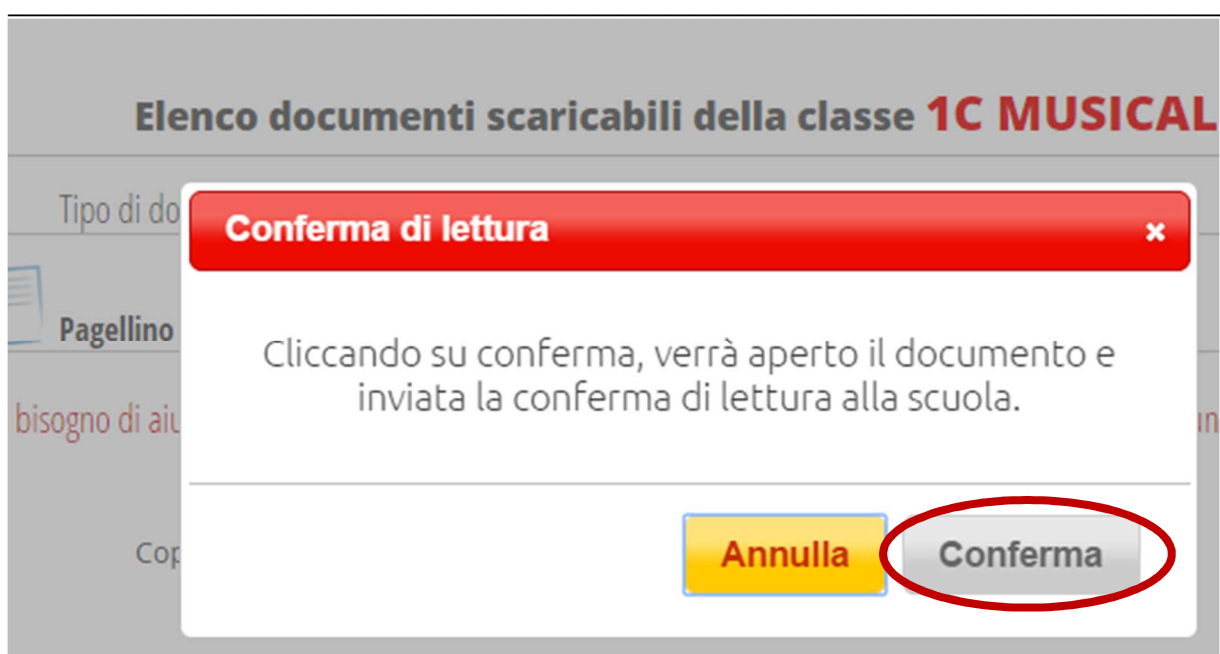 Elenco documenti scaricabili della classe 1C MUSICAL
Tipo di do
Conferma di lettura
×
Pagellino
Cliccando su conferma, verrà aperto il documento e
inviata la conferma di lettura alla scuola.
bisogno di aiu
un
Annulla Conferma
Cop